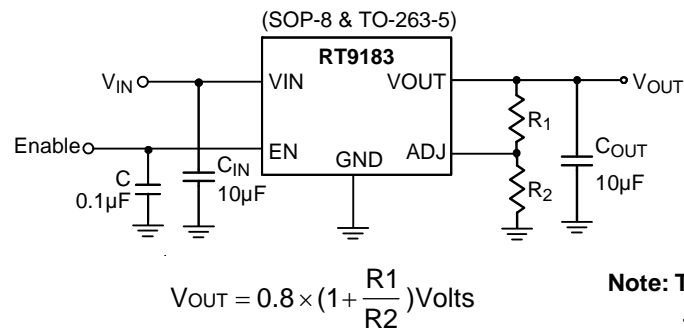 (SOP-8 & TO-263-5)
RT9183
VIN
VIN
VOUT
VOUT
R1
Enable
EN
GND
ADJ
COUT
10µF
C
0.1µF
CIN
10µF
R2
VOUT = 0.8 × (1+ R1/R2 )Volts
Note: T